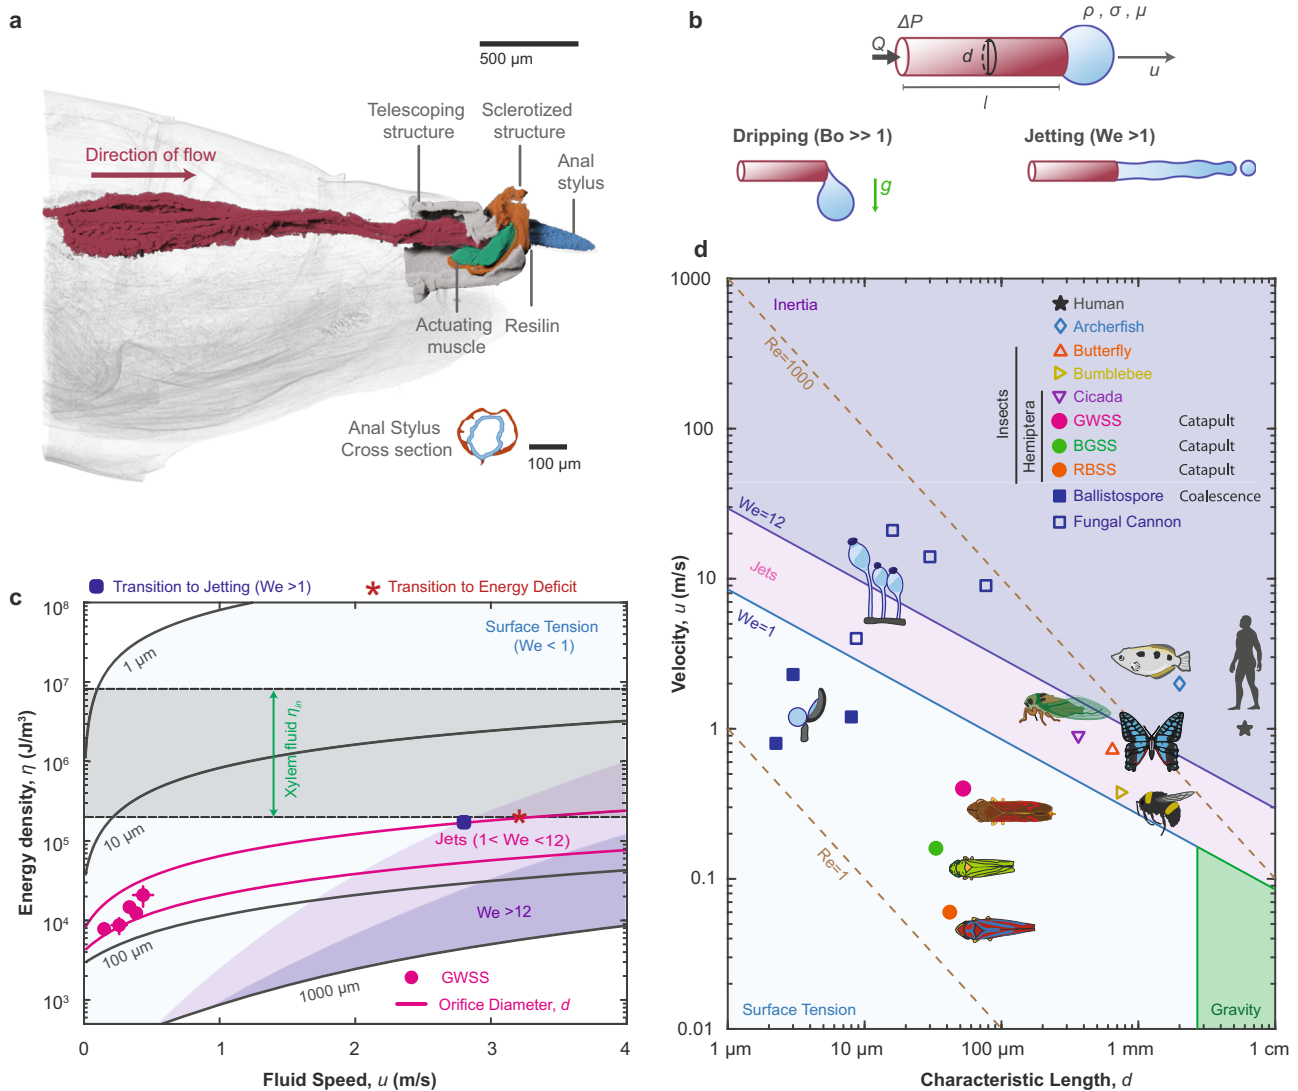 a
500 µm
Telescoping
structure
Sclerotized
structure
Anal
stylus
Direction of flow
Actuating
muscle
Resilin
Anal Stylus
Cross section
100 µm
b
ΔP
ρ , σ , μ
Q
d
u
l
Dripping (Bo >> 1)
Jetting (We >1)
g
c
Transition to Jetting (We >1)
Transition to Energy Deficit
Surface Tension
(We < 1)
1 µm
Xylem fluid ηin
10 µm
Jets (1< We <12)
We >12
100 µm
1000 µm
GWSS
Orifice Diameter, d
10⁸
10⁷
10⁶
10⁵
10⁴
10³
Energy density, η (J/m³)
0
1
2
3
4
Fluid Speed, u (m/s)
d
1000
100
10
1
0.1
0.01
Velocity, u (m/s)
Inertia
Re=1000
We=12
Jets
We=1
Re=1
Surface Tension
Gravity
Human
Archerfish
Butterfly
Bumblebee
Cicada
GWSS Catapult
BGSS Catapult
RBSS Catapult
Ballistospore Coalescence
Fungal Cannon
Insects
Hemiptera
1 µm
10 µm
100 µm
1 mm
1 cm
Characteristic Length, d